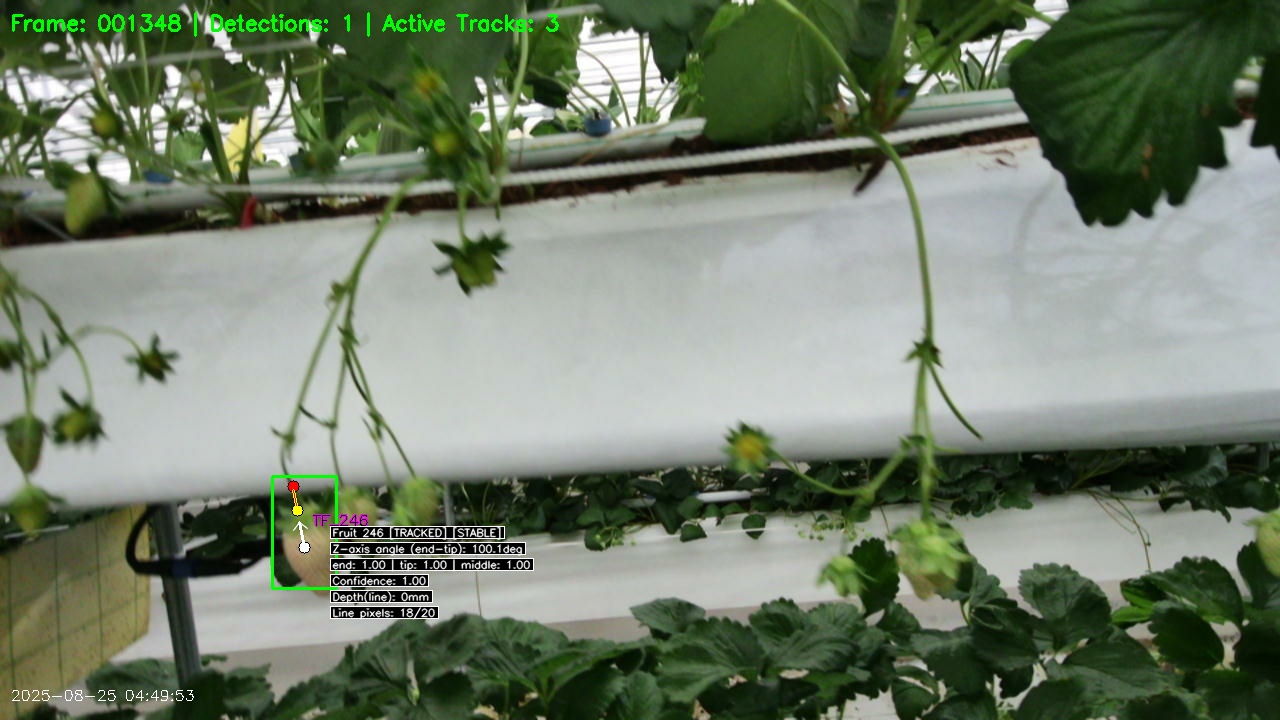 Frame: 001348 | Detections: 1 | Active Tracks: 3
TF 246
Fruit 246 [TRACKED] [STABLE]
Z-axis angle (end-tip): 100.1deg
end: 1.00 | tip: 1.00 | middle: 1.00
Confidence: 1.00
Depth(line): 0mm
Line pixels: 18/20
2025-08-25 04:49:53